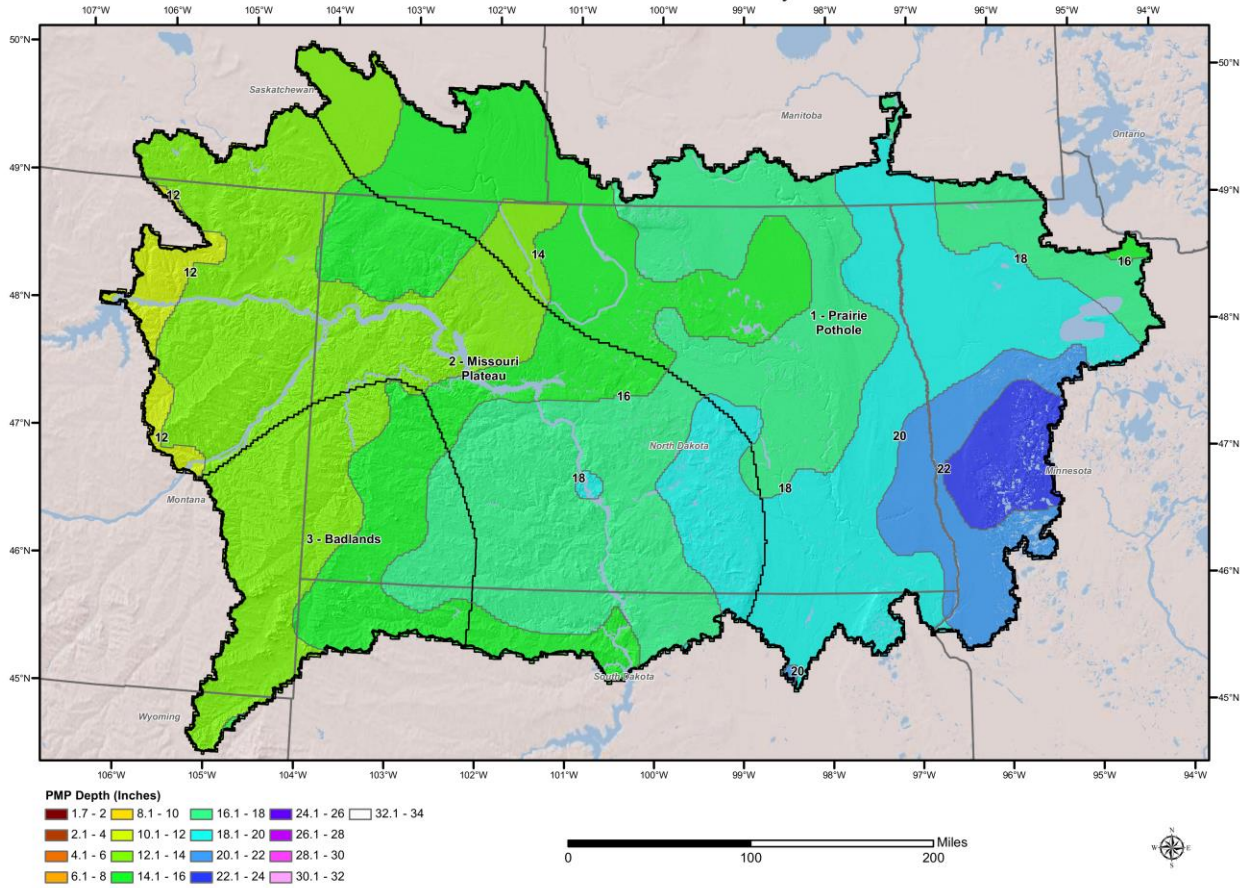 106°W 105°W 104°W 103°W 102°W 101°W 100°W 99°W 98°W 97°W 96°W 95°W 94°W
50°N 50°N
Saskatchewan
Manitoba
Ontario
49°N 49°N
12
18
16
14
12
48°N 48°N
1 - Prairie
Pothole
2 - Missouri
Plateau
16
47°N 47°N
12
20
North Dakota
22
Minnesota
18
18
Montana
46°N 46°N
3 - Badlands
45°N 45°N
20
South Dakota
Wyoming
106°W 105°W 104°W 103°W 102°W 101°W 100°W 99°W 98°W 97°W 96°W 95°W 94°W
PMP Depth (Inches)
1.7 - 2 8.1 - 10 16.1 - 18 24.1 - 26 32.1 - 34
2.1 - 4 10.1 - 12 18.1 - 20 26.1 - 28
4.1 - 6 12.1 - 14 20.1 - 22 28.1 - 30
6.1 - 8 14.1 - 16 22.1 - 24 30.1 - 32
Miles
0 100 200
N
W E
S